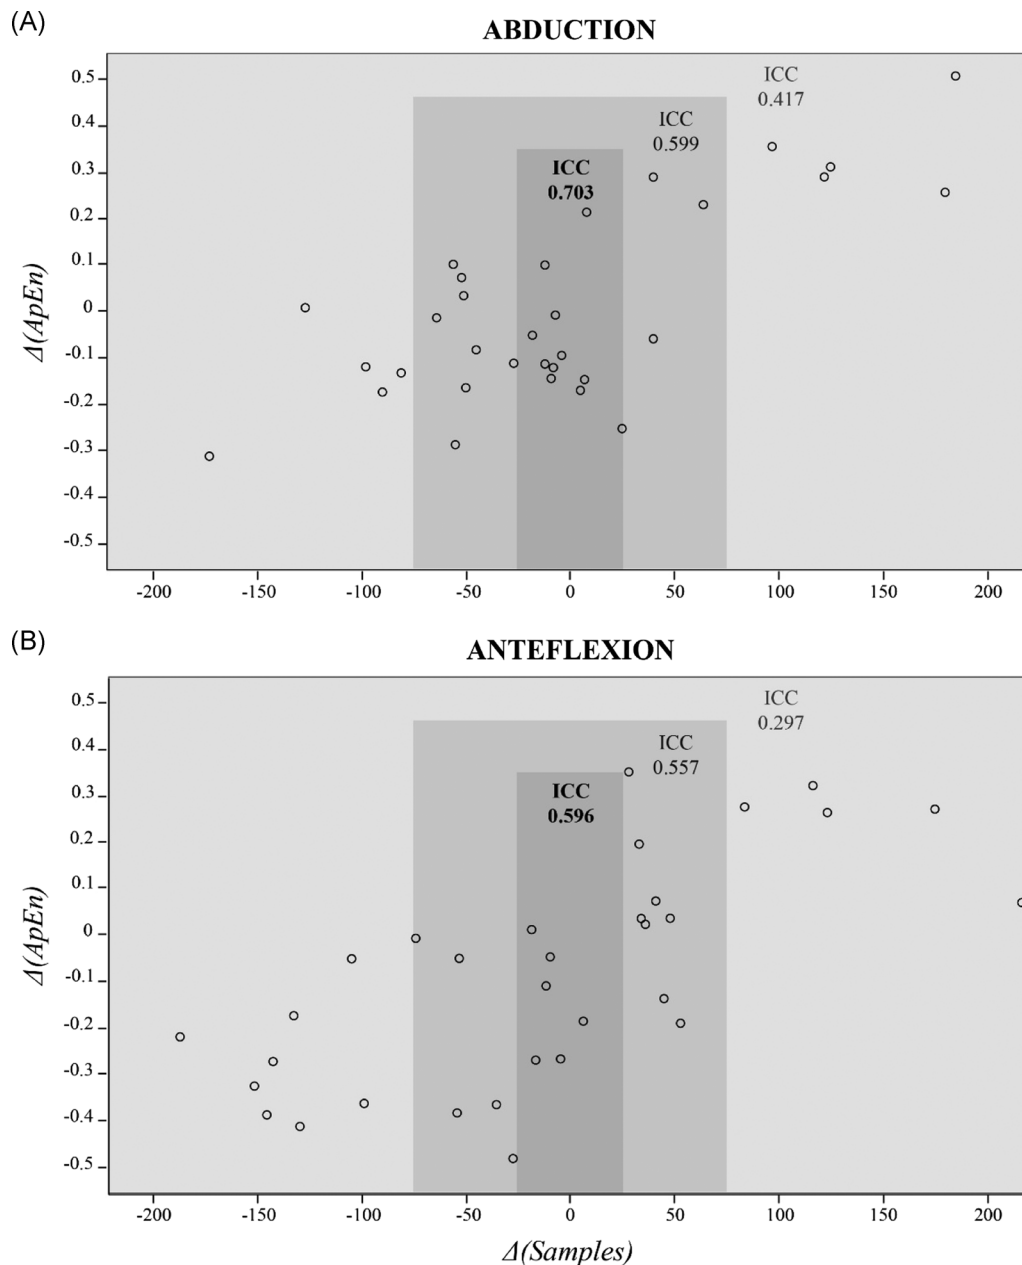 (A)
ABDUCTION
ICC
0.417
ICC
0.599
ICC
0.703
0.5
0.4
0.3
0.2
0.1
0
-0.1
-0.2
-0.3
-0.4
-0.5
Δ(ApEn)
-200 -150 -100 -50 0 50 100 150 200
(B)
ANTEFLEXION
ICC
0.297
ICC
0.557
ICC
0.596
0.5
0.4
0.3
0.2
0.1
0
-0.1
-0.2
-0.3
-0.4
-0.5
Δ(ApEn)
-200 -150 -100 -50 0 50 100 150 200
Δ(Samples)